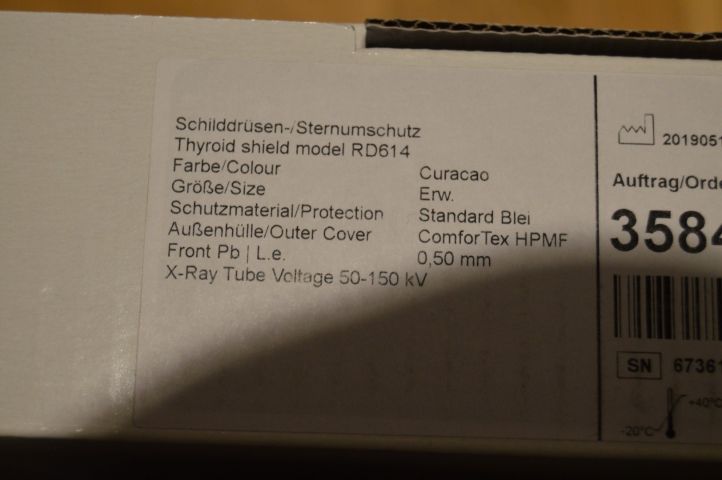 Schilddrüsen-/Sternumschutz
Thyroid shield model RD614
Farbe/Colour Curacao
Größe/Size Erw.
Schutzmaterial/Protection Standard Blei
Außenhülle/Outer Cover ComforTex HPMF
Front Pb | L.e. 0,50 mm
X-Ray Tube Voltage 50-150 kV
2019051
Auftrag/Orde
3584
SN 67361
+40°C
-20°C